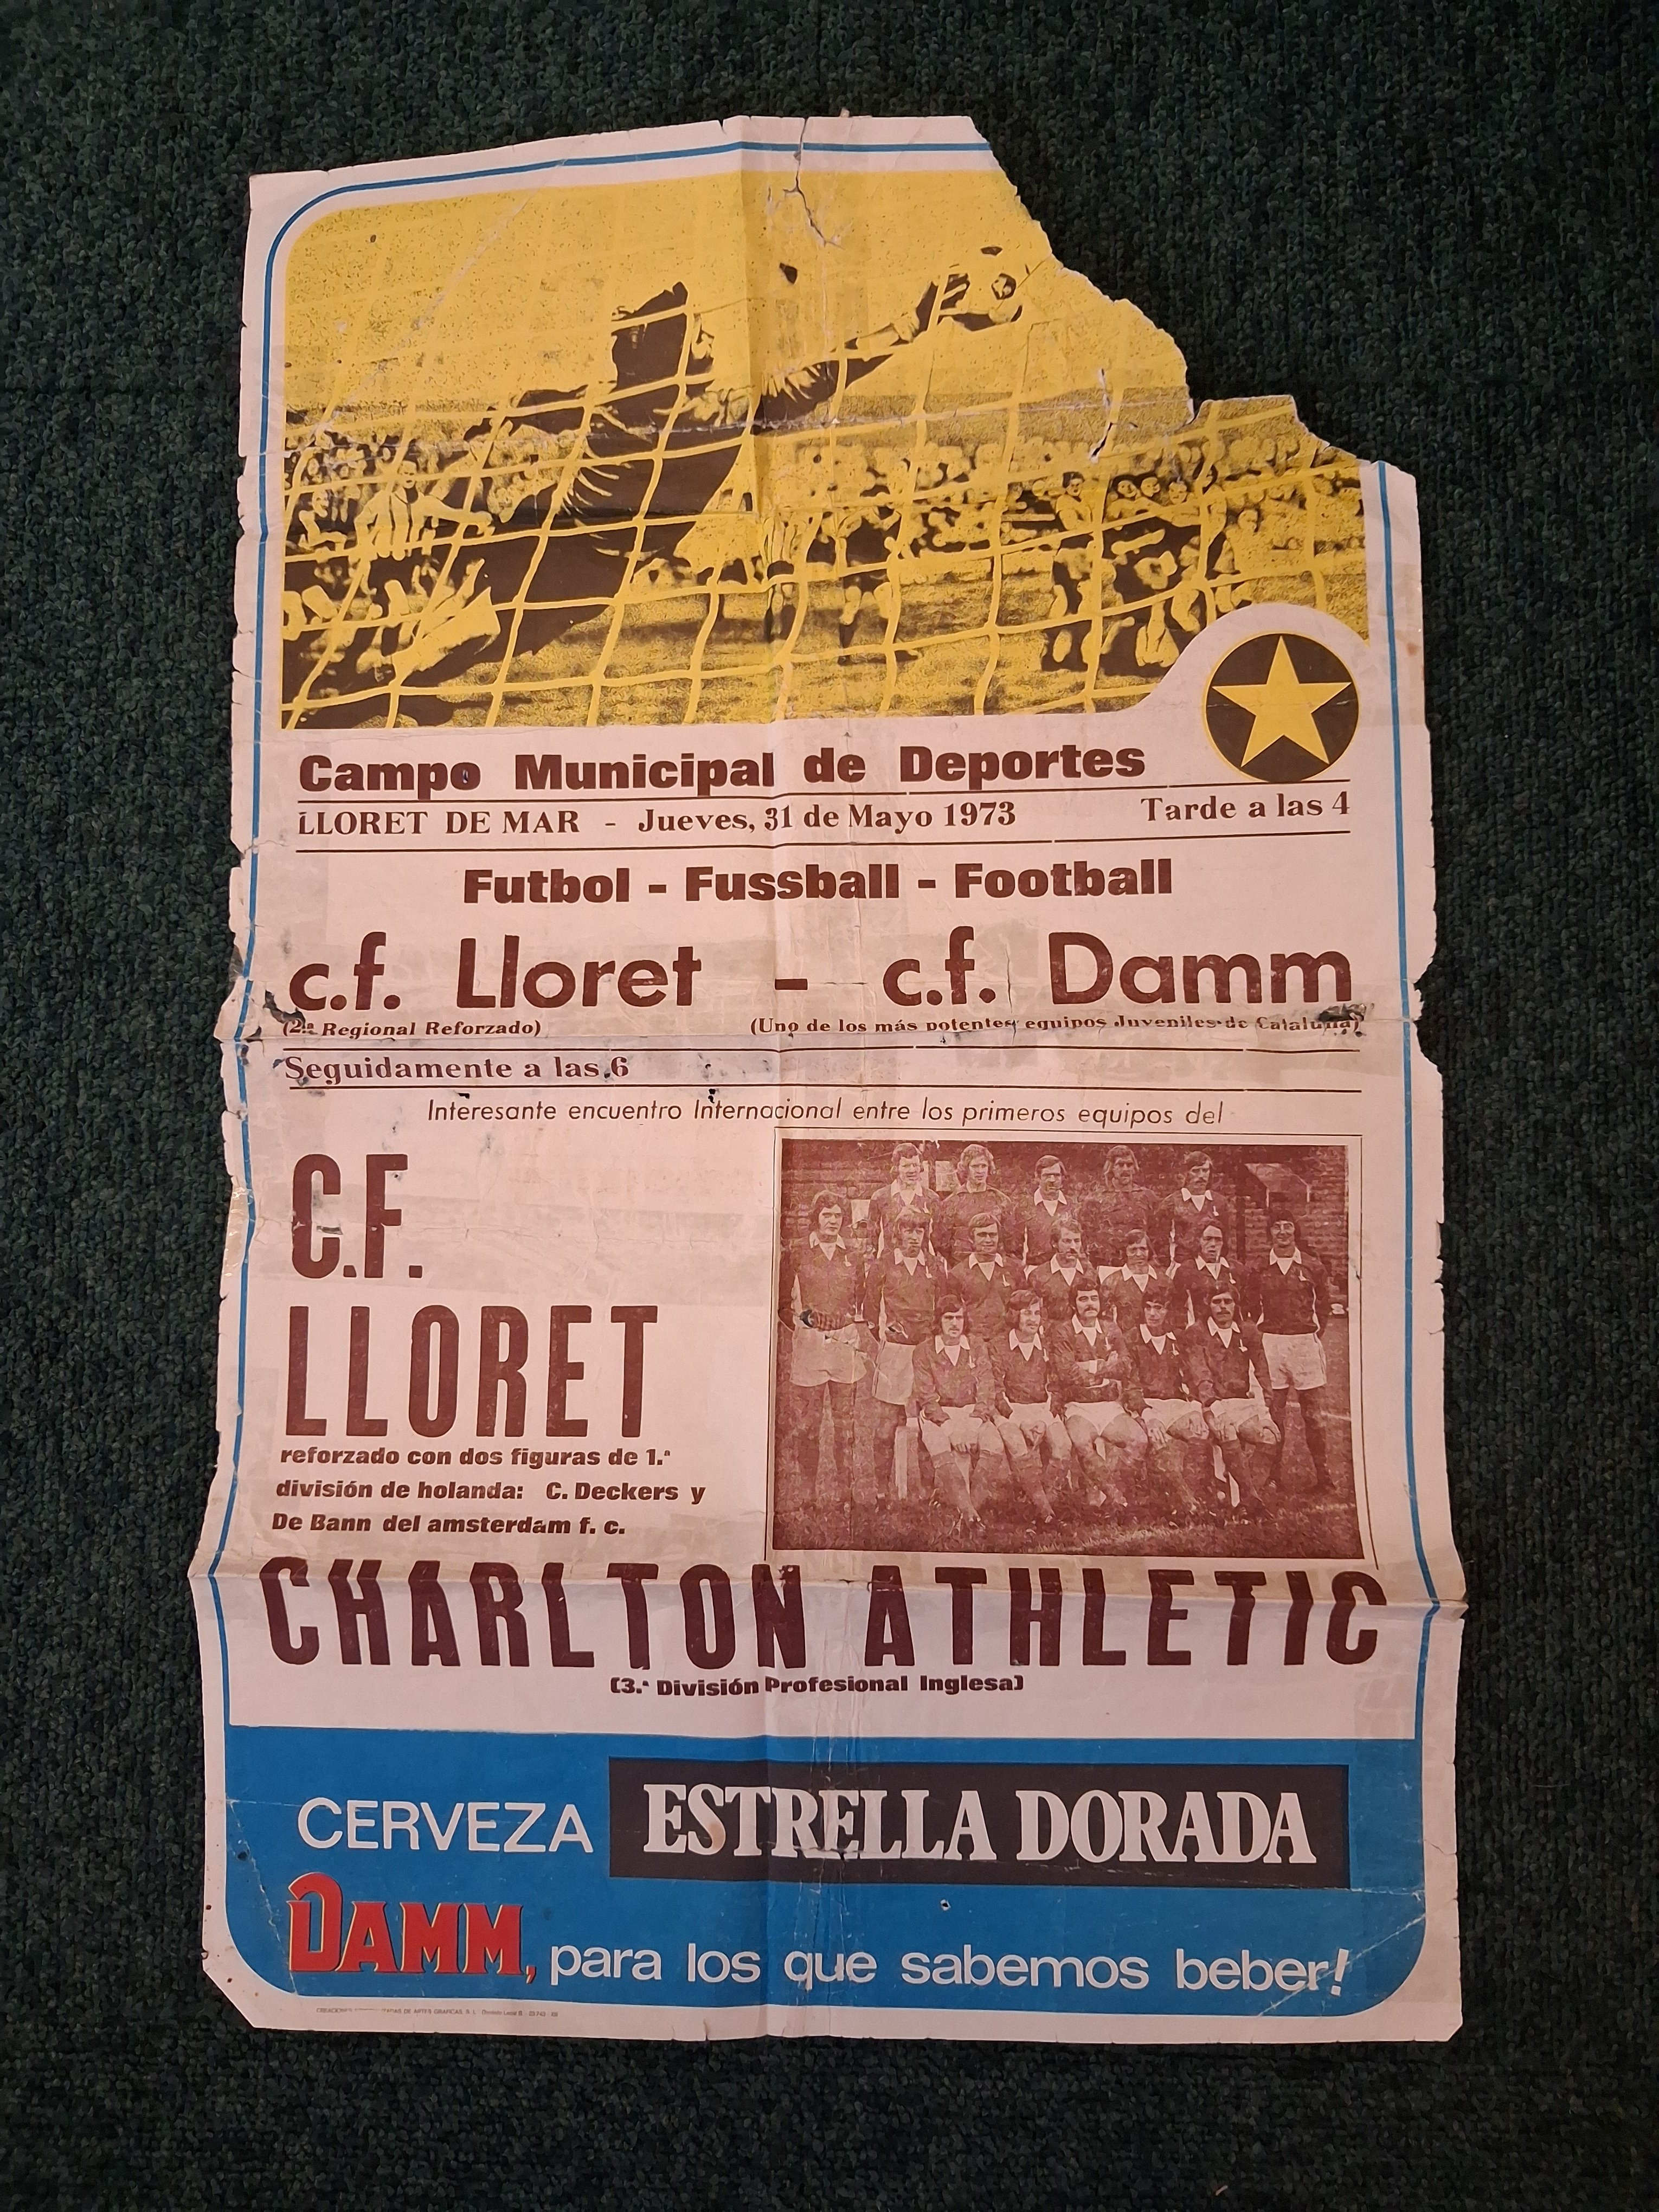 Campo Municipal de Deportes
LLORET DE MAR - Jueves, 31 de Mayo 1973 Tarde a las 4
Futbol - Fussball - Football
c.f. Lloret - c.f. Damm
(2.ª Regional Reforzado) (Uno de los más potentes equipos Juveniles de Cataluña)
Seguidamente a las 6
Interesante encuentro Internacional entre los primeros equipos del
C.F.
LLORET
reforzado con dos figuras de 1.ª
división de holanda: C. Deckers y
De Bann del amsterdam f. c.
CHARLTON ATHLETIC
(3.ª División Profesional Inglesa)
CERVEZA ESTRELLA DORADA
DAMM, para los que sabemos beber!